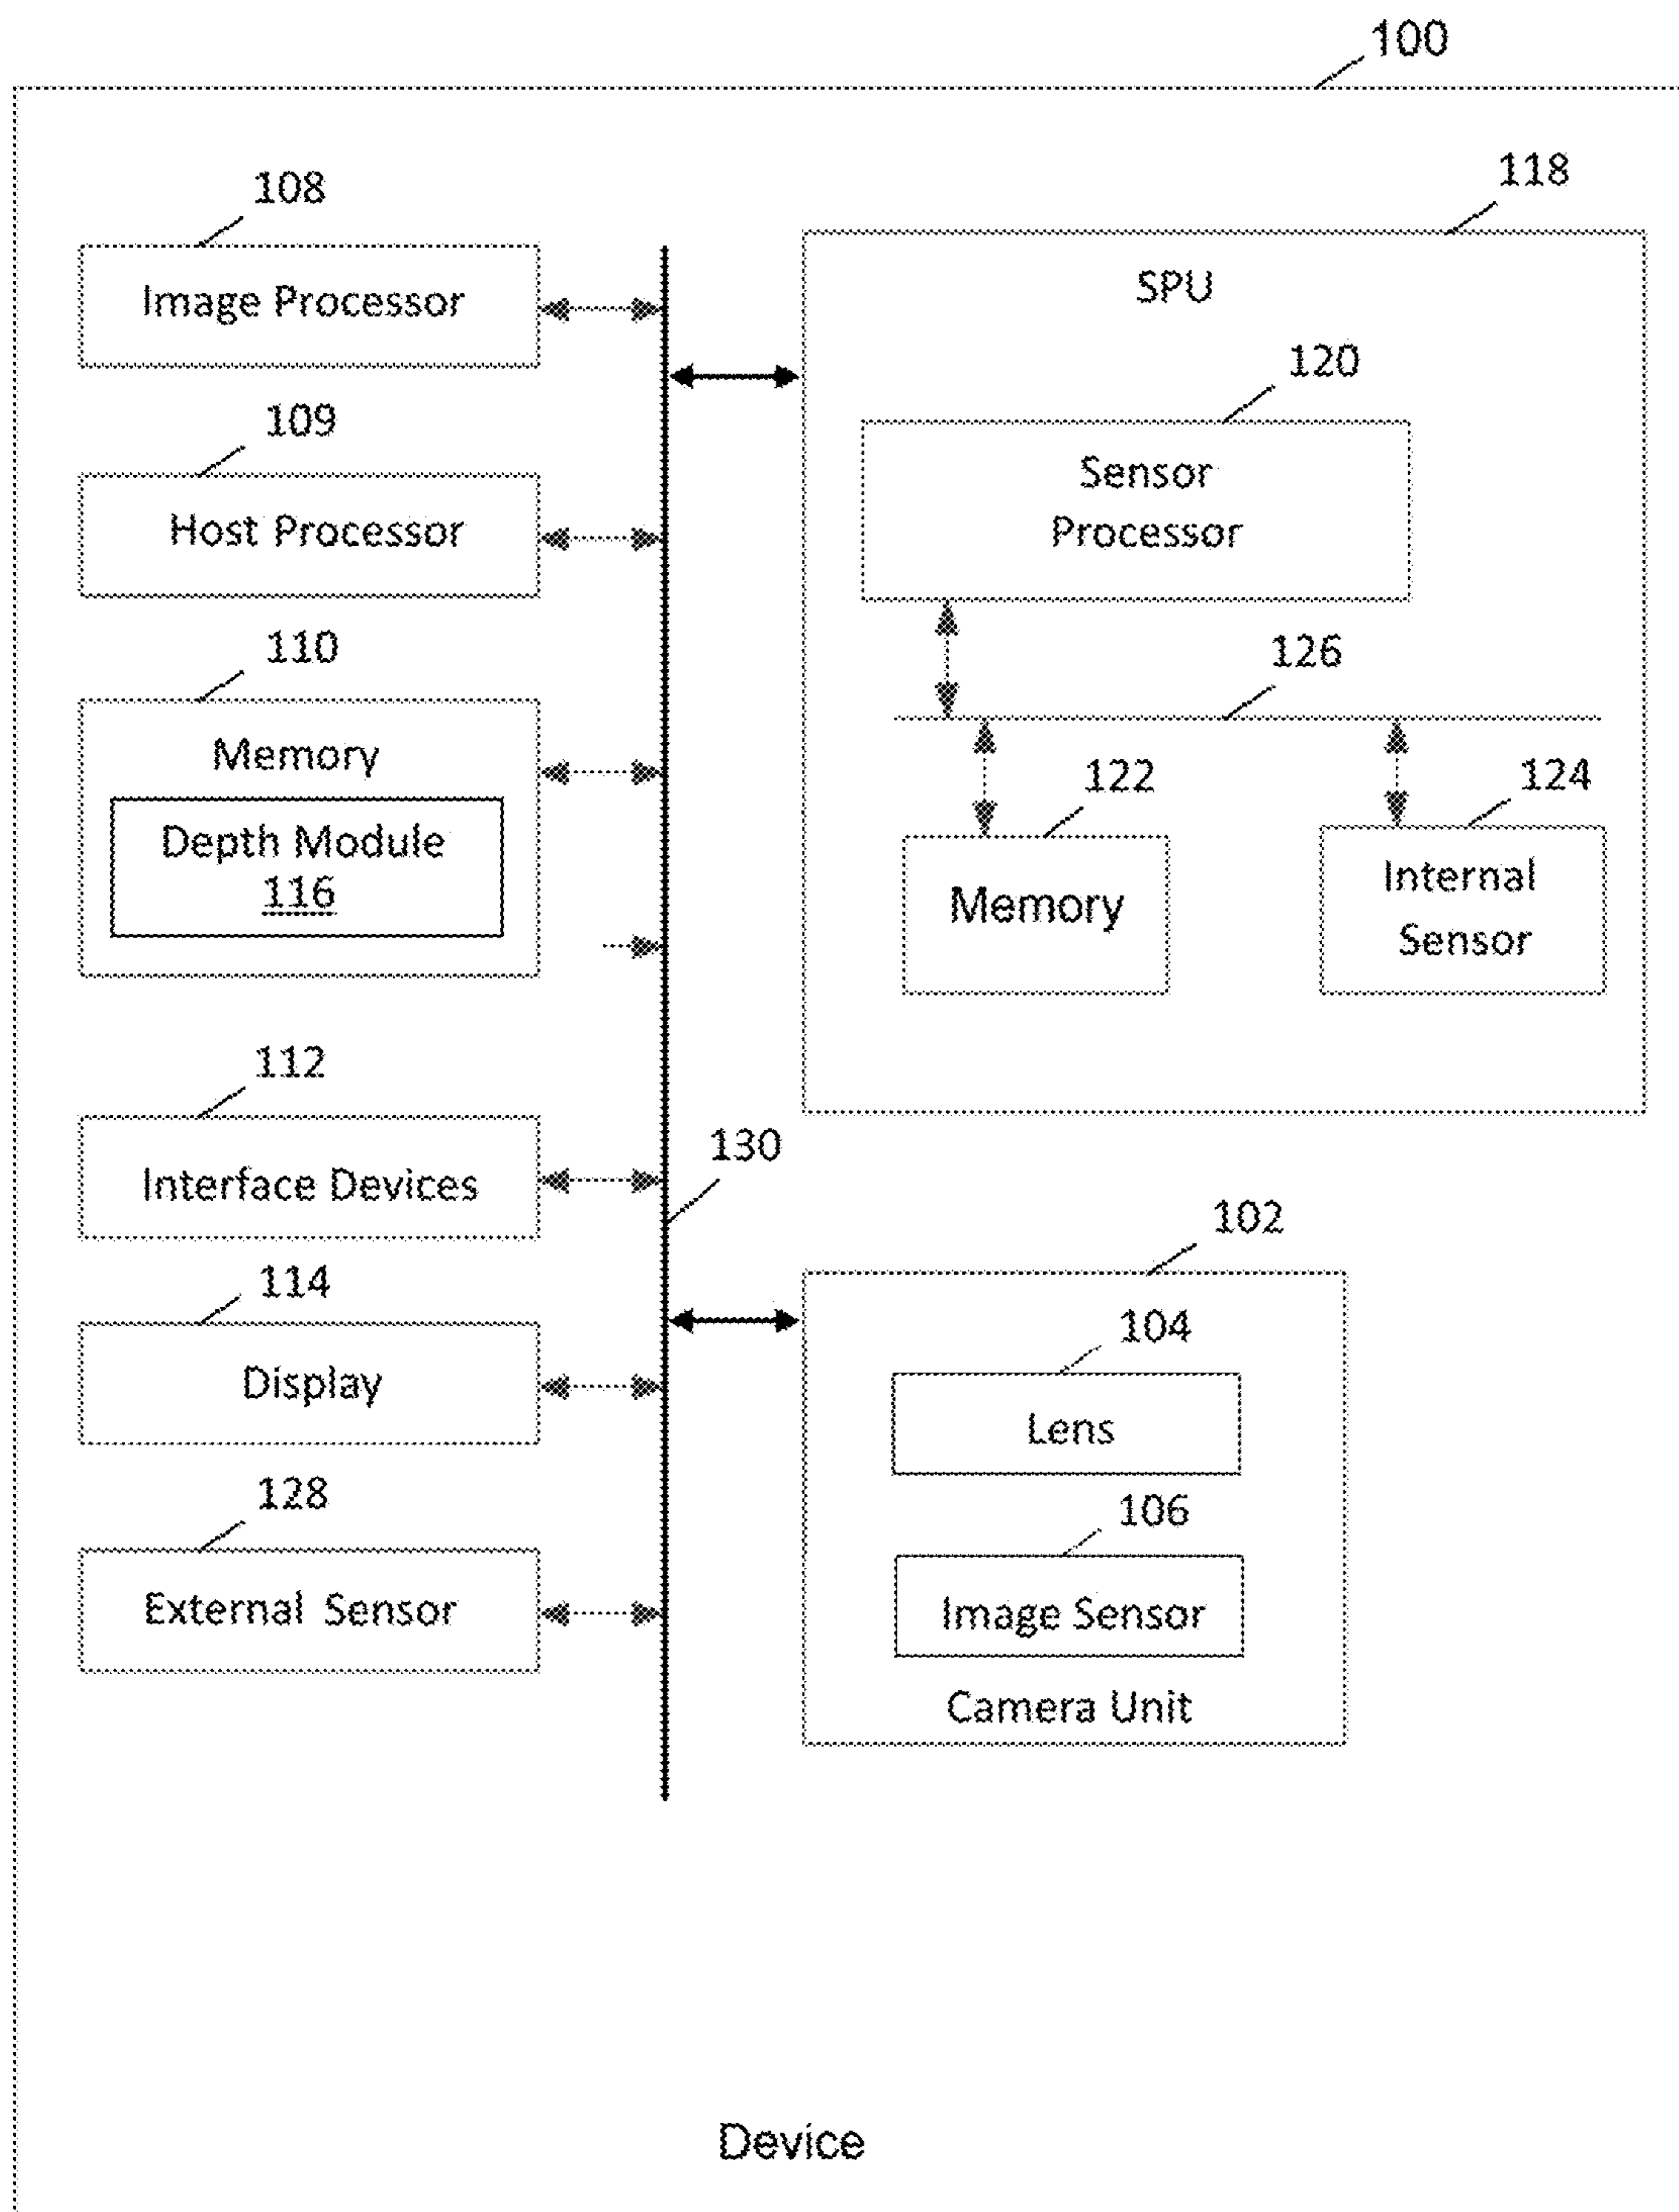 100
108
Image Processor
109
Host Processor
110
Memory
Depth Module
116
112
Interface Devices
114
Display
128
External Sensor
130
118
SPU
120
Sensor
Processor
126
122
Memory
124
Internal
Sensor
102
104
Lens
106
Image Sensor
Camera Unit
Device